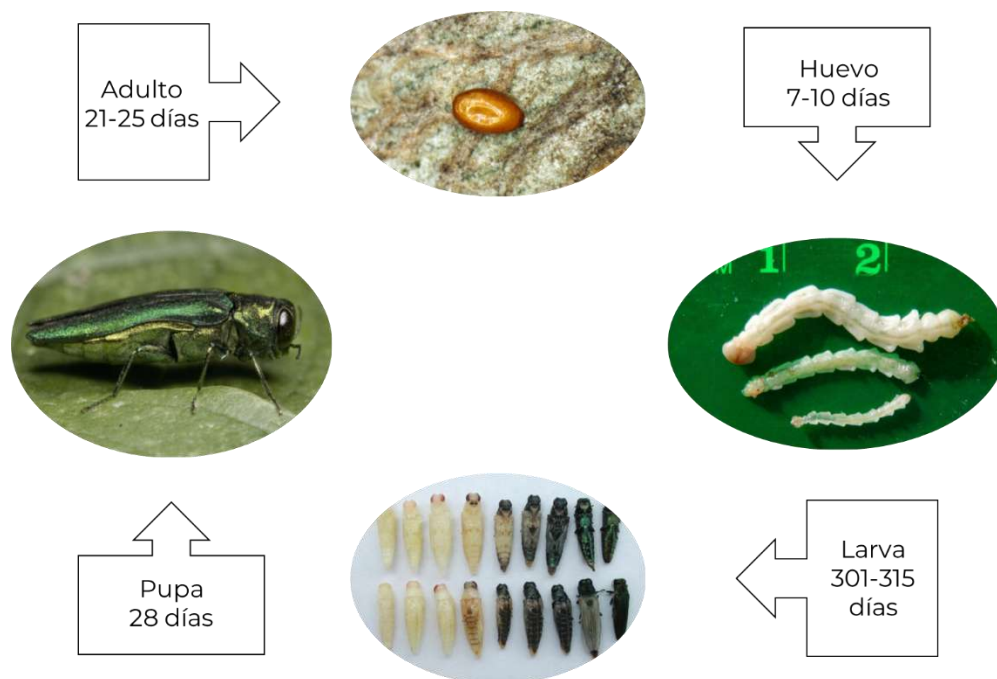 Adulto
21-25 días
Huevo
7-10 días
M 1 2
Larva
301-315
días
Pupa
28 días